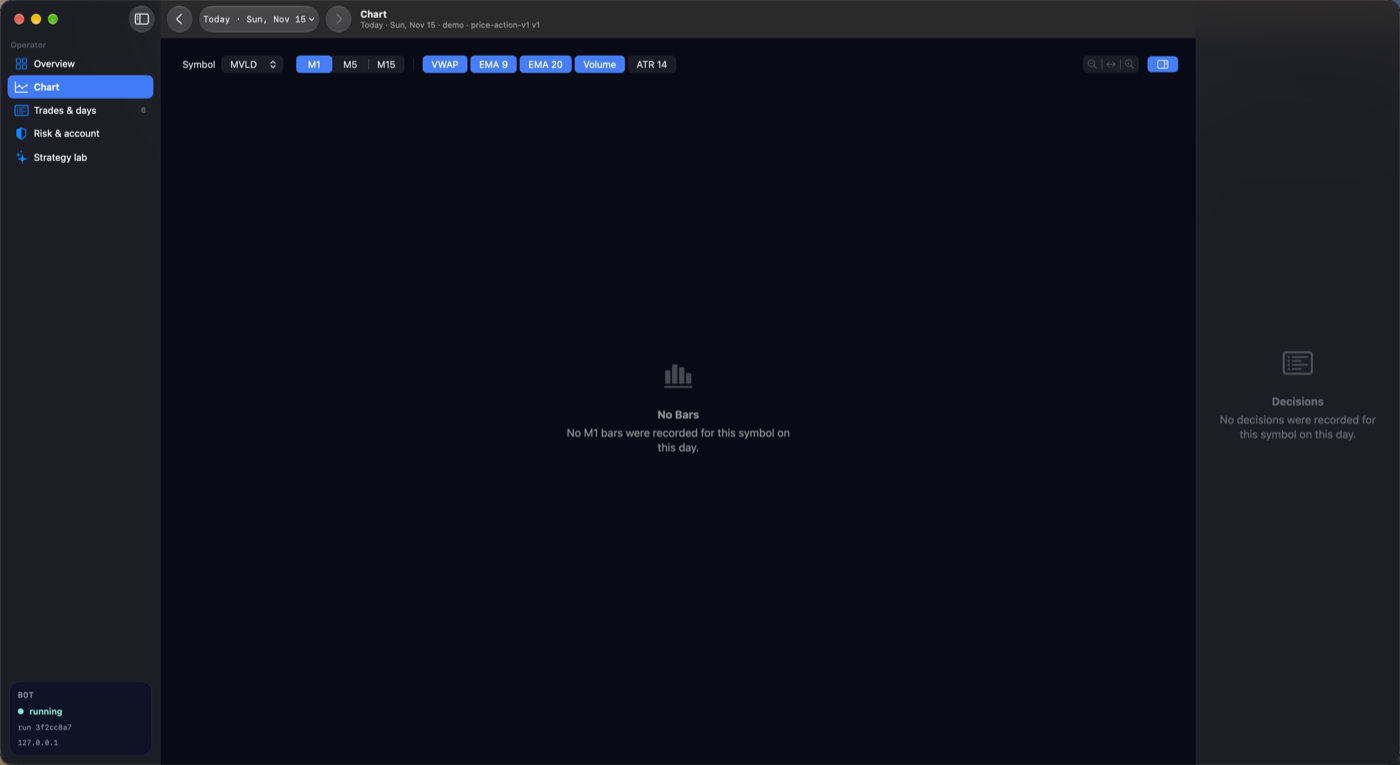 Operator
Overview
Chart
Trades & days 6
Risk & account
Strategy lab
BOT
running
run 3f2cc8a7
127.0.0.1
Today · Sun, Nov 15
Chart
Today · Sun, Nov 15 · demo · price-action-v1 v1
Symbol MVLD M1 M5 M15 VWAP EMA 9 EMA 20 Volume ATR 14
No Bars
No M1 bars were recorded for this symbol on
this day.
Decisions
No decisions were recorded for
this symbol on this day.